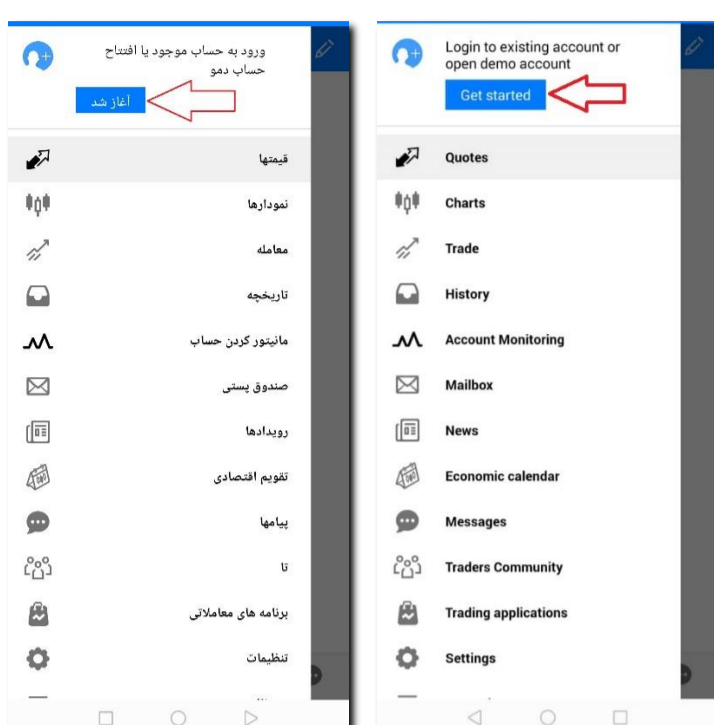 ورود به حساب موجود یا افتتاح
حساب دمو
آغاز شد
قیمتها
نمودارها
معامله
تاریخچه
مانیتور کردن حساب
صندوق پستی
رویدادها
تقویم اقتصادی
پیامها
تا
برنامه های معاملاتی
تنظیمات
Login to existing account or
open demo account
Get started
Quotes
Charts
Trade
History
Account Monitoring
Mailbox
News
Economic calendar
Messages
Traders Community
Trading applications
Settings